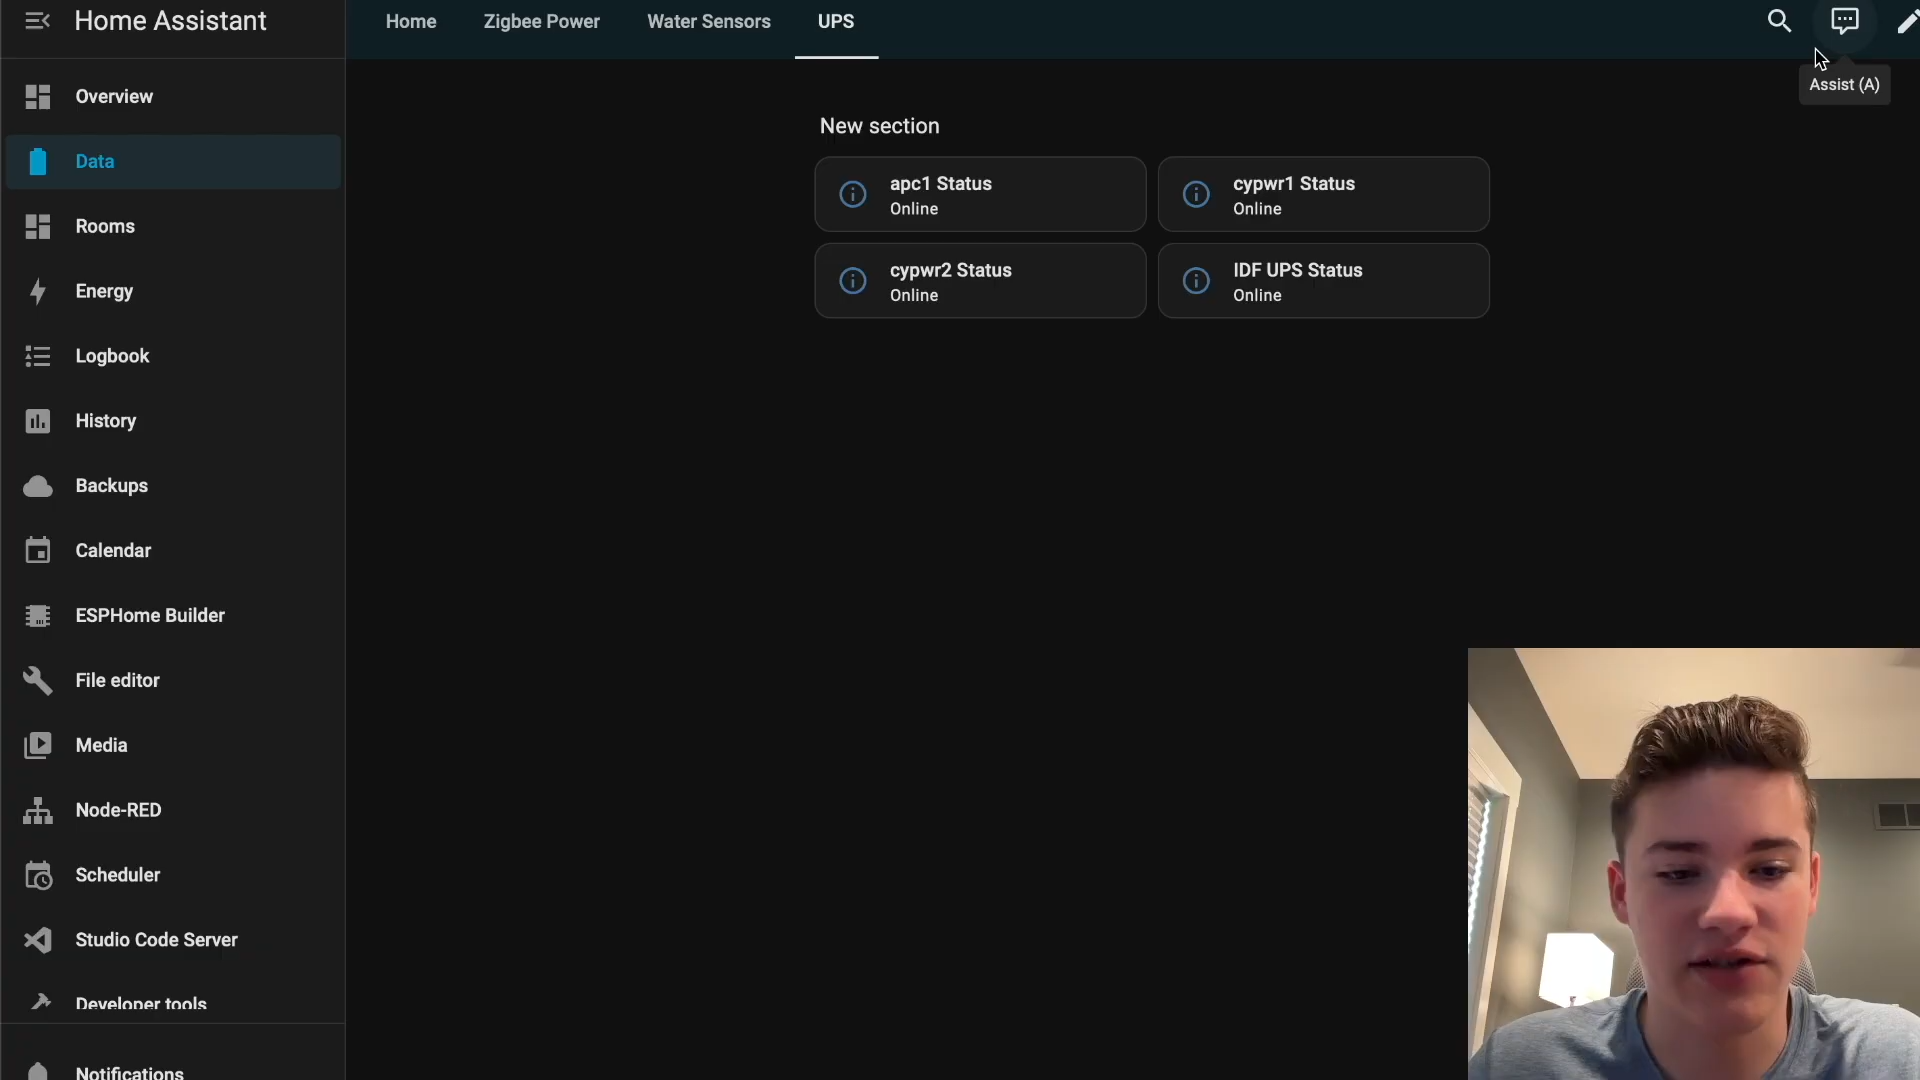 Home Assistant
Home
Zigbee Power
Water Sensors
UPS
Assist (A)
Overview
Data
Rooms
Energy
Logbook
History
Backups
Calendar
ESPHome Builder
File editor
Media
Node-RED
Scheduler
Studio Code Server
Developer tools
Notifications
New section
apc1 Status
Online
cypwr1 Status
Online
cypwr2 Status
Online
IDF UPS Status
Online